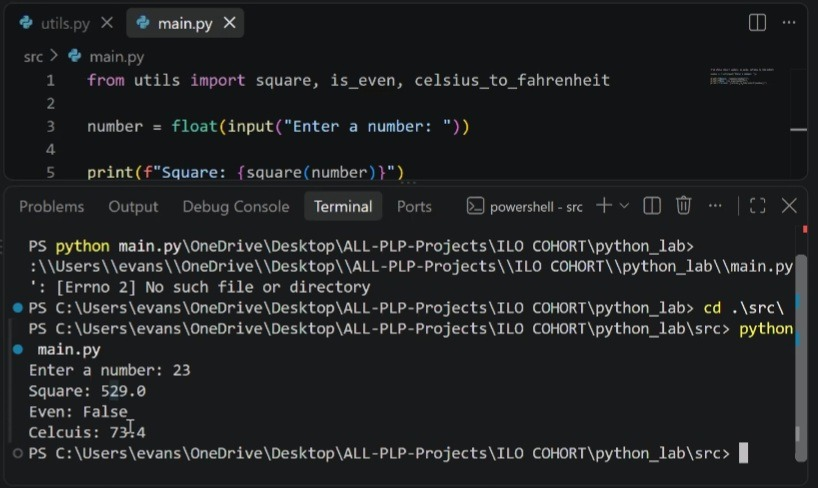 utils.py
main.py
src > main.py
1 from utils import square, is_even, celsius_to_fahrenheit
2
3 number = float(input("Enter a number: "))
4
5 print(f"Square: {square(number)}")
Problems Output Debug Console Terminal Ports powershell - src
PS python main.py\OneDrive\Desktop\ALL-PLP-Projects\ILO COHORT\python_lab>
:\\Users\\evans\\OneDrive\\Desktop\\ALL-PLP-Projects\\ILO COHORT\\python_lab\\main.py
': [Errno 2] No such file or directory
PS C:\Users\evans\OneDrive\Desktop\ALL-PLP-Projects\ILO COHORT\python_lab> cd .\src\
PS C:\Users\evans\OneDrive\Desktop\ALL-PLP-Projects\ILO COHORT\python_lab\src> python
main.py
Enter a number: 23
Square: 529.0
Even: False
Celcuis: 73.4
PS C:\Users\evans\OneDrive\Desktop\ALL-PLP-Projects\ILO COHORT\python_lab\src>